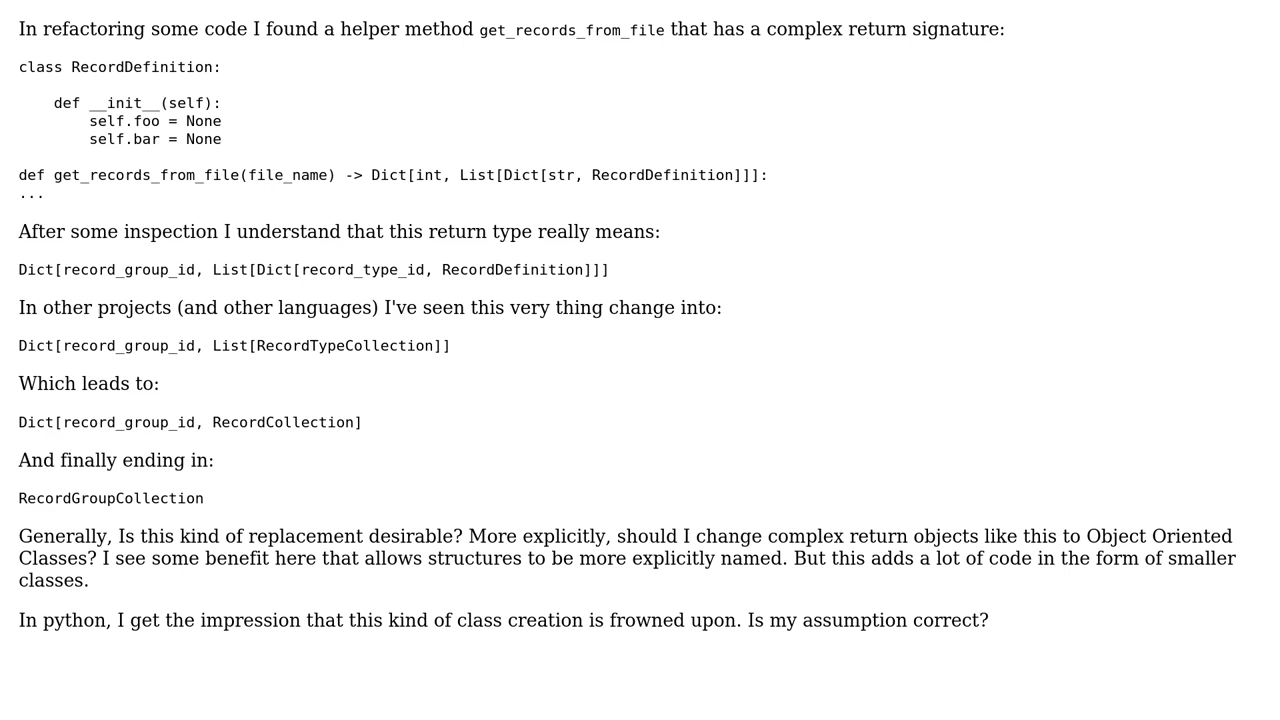 In refactoring some code I found a helper method get_records_from_file that has a complex return signature:
class RecordDefinition:
    def __init__(self):
        self.foo = None
        self.bar = None
def get_records_from_file(file_name) -> Dict[int, List[Dict[str, RecordDefinition]]]:
...
After some inspection I understand that this return type really means:
Dict[record_group_id, List[Dict[record_type_id, RecordDefinition]]]
In other projects (and other languages) I've seen this very thing change into:
Dict[record_group_id, List[RecordTypeCollection]]
Which leads to:
Dict[record_group_id, RecordCollection]
And finally ending in:
RecordGroupCollection
Generally, Is this kind of replacement desirable? More explicitly, should I change complex return objects like this to Object Oriented
Classes? I see some benefit here that allows structures to be more explicitly named. But this adds a lot of code in the form of smaller
classes.
In python, I get the impression that this kind of class creation is frowned upon. Is my assumption correct?